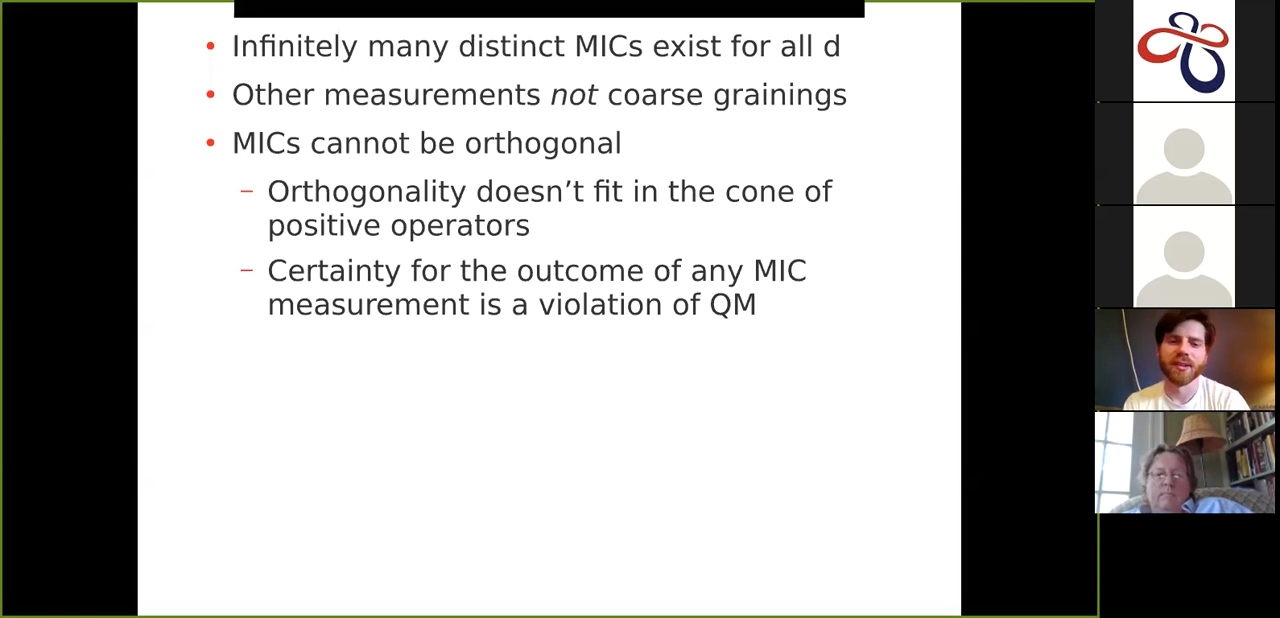 • Infinitely many distinct MICs exist for all d
• Other measurements not coarse grainings
• MICs cannot be orthogonal
– Orthogonality doesn’t fit in the cone of
positive operators
– Certainty for the outcome of any MIC
measurement is a violation of QM